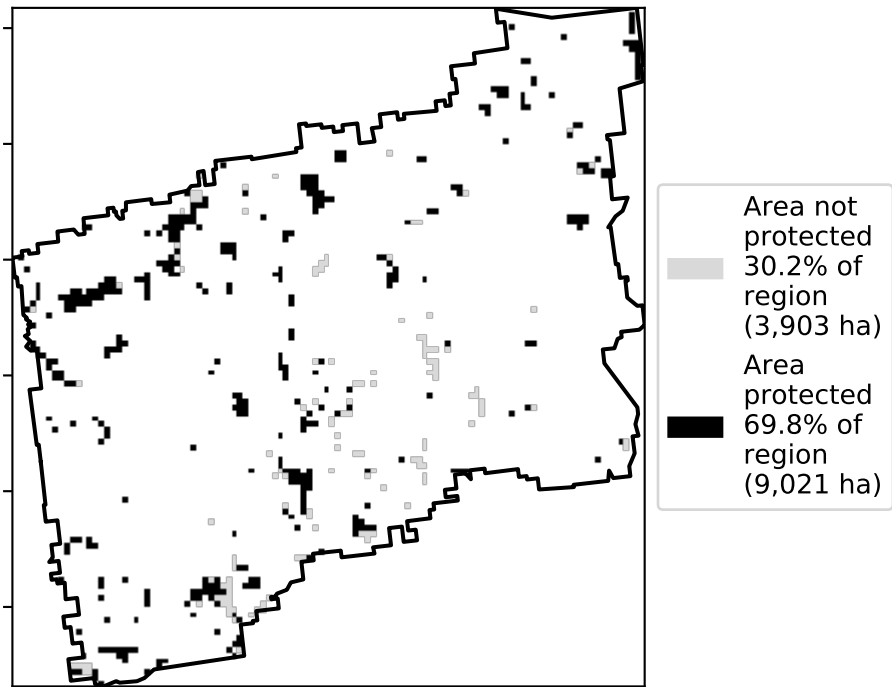 Area not
protected
30.2% of
region
(3,903 ha)
Area
protected
69.8% of
region
(9,021 ha)